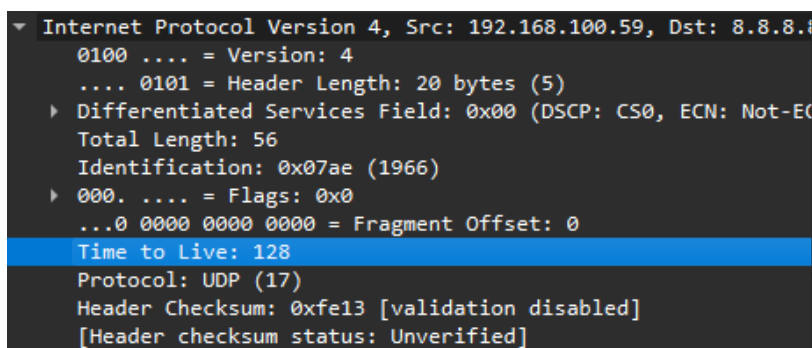 Internet Protocol Version 4, Src: 192.168.100.59, Dst: 8.8.8.8
0100 .... = Version: 4
.... 0101 = Header Length: 20 bytes (5)
Differentiated Services Field: 0x00 (DSCP: CS0, ECN: Not-EC
Total Length: 56
Identification: 0x07ae (1966)
000. .... = Flags: 0x0
...0 0000 0000 0000 = Fragment Offset: 0
Time to Live: 128
Protocol: UDP (17)
Header Checksum: 0xfe13 [validation disabled]
[Header checksum status: Unverified]